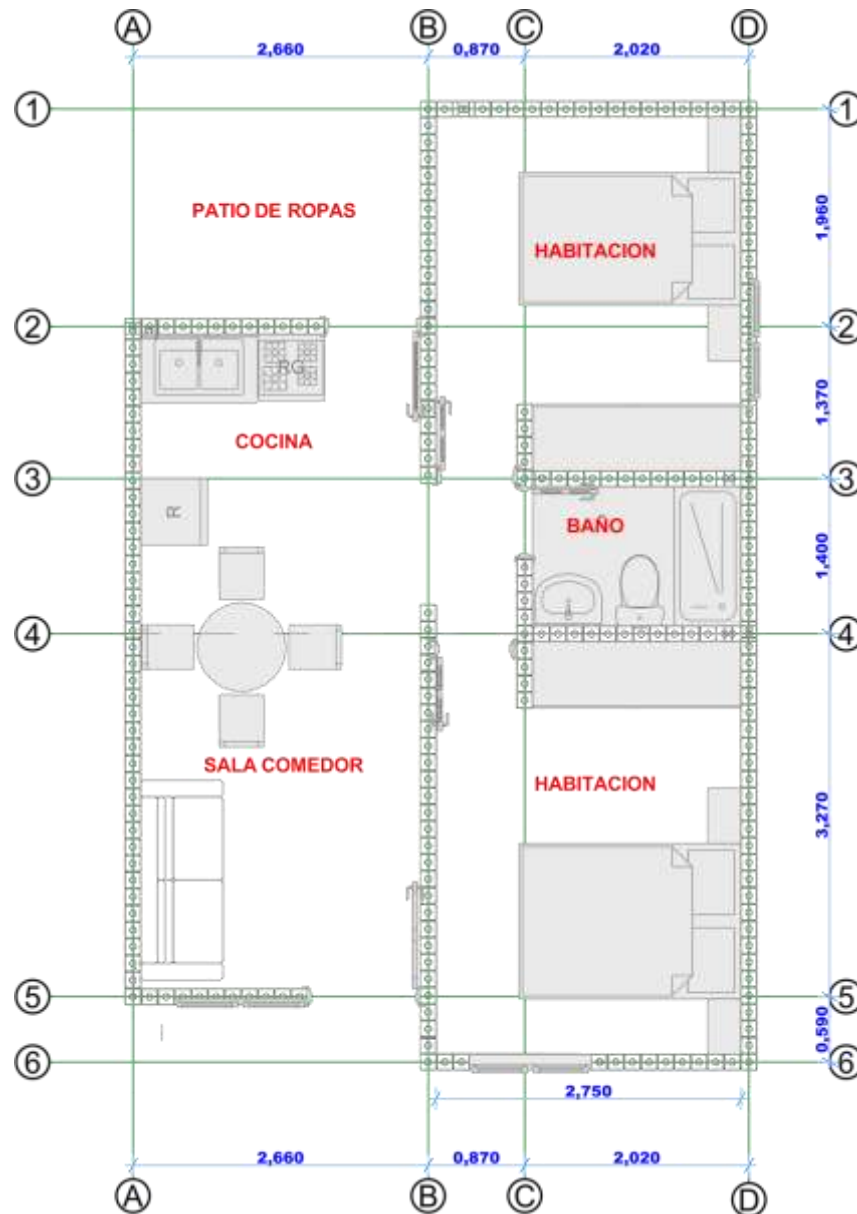 A B C D
2,660 0,870 2,020
1 1
PATIO DE ROPAS
1,960
HABITACION
2 2
RG
1,370
COCINA
3 3
R
BAÑO
1,400
4 4
SALA COMEDOR
HABITACION
3,270
5 5
0,590
6 6
2,750
2,660 0,870 2,020
A B C D